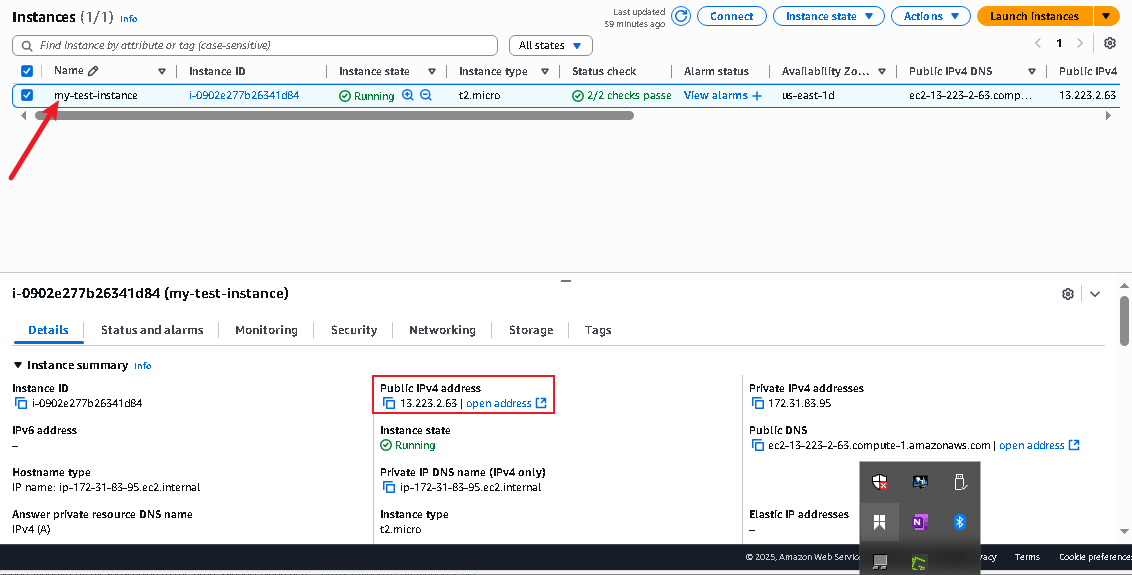 Instances (1/1) Info
Last updated
39 minutes ago
Connect
Instance state
Actions
Launch instances
Find Instance by attribute or tag (case-sensitive)
All states
1
Name Instance ID Instance state Instance type Status check Alarm status Availability Zo... Public IPv4 DNS Public IPv4
my-test-instance i-0902e277b26341d84 Running t2.micro 2/2 checks passe View alarms + us-east-1d ec2-13-223-2-63.comp... 13.223.2.63
i-0902e277b26341d84 (my-test-instance)
Details Status and alarms Monitoring Security Networking Storage Tags
Instance summary Info
Instance ID
i-0902e277b26341d84
Public IPv4 address
13.223.2.63 | open address
Private IPv4 addresses
172.31.83.95
IPv6 address
–
Instance state
Running
Public DNS
ec2-13-223-2-63.compute-1.amazonaws.com | open address
Hostname type
IP name: ip-172-31-83-95.ec2.internal
Private IP DNS name (IPv4 only)
ip-172-31-83-95.ec2.internal
Answer private resource DNS name
IPv4 (A)
Instance type
t2.micro
Elastic IP addresses
–
N
© 2025, Amazon Web Servic
vacy Terms Cookie preference